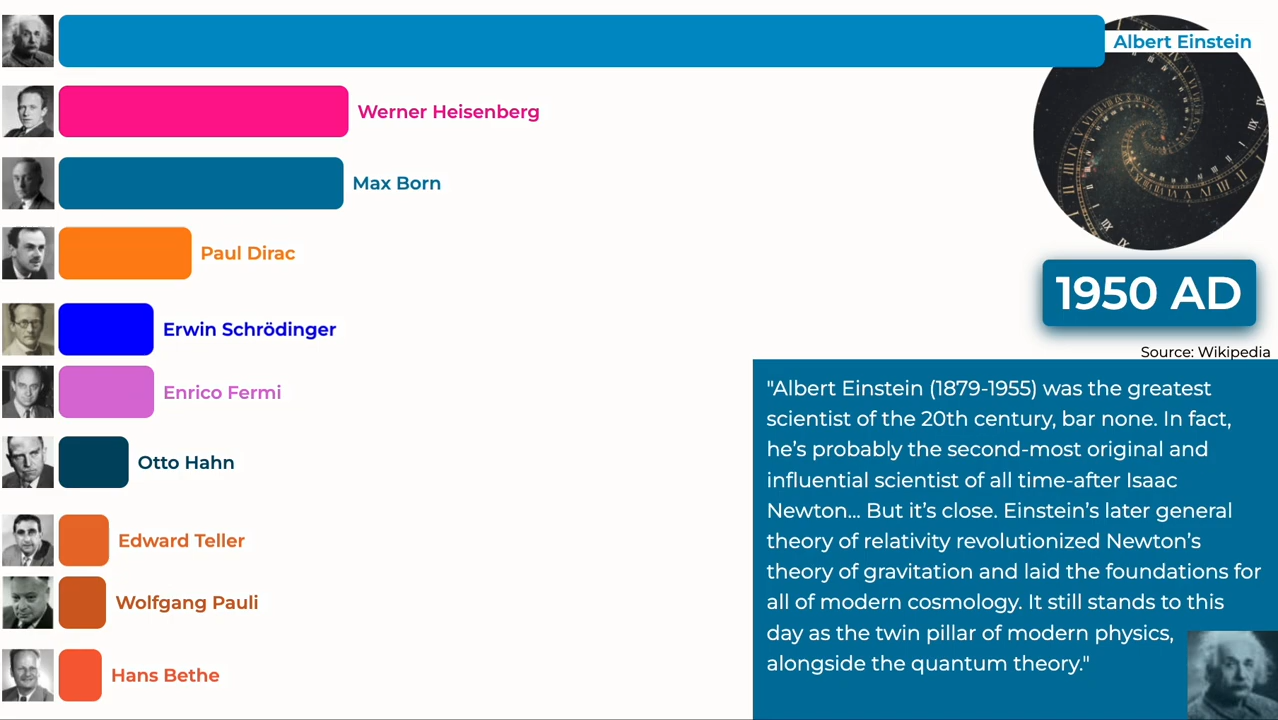 Albert Einstein
Werner Heisenberg
Max Born
Paul Dirac
Erwin Schrödinger
Enrico Fermi
Otto Hahn
Edward Teller
Wolfgang Pauli
Hans Bethe
1950 AD
Source: Wikipedia
"Albert Einstein (1879-1955) was the greatest
scientist of the 20th century, bar none. In fact,
he's probably the second-most original and
influential scientist of all time-after Isaac
Newton... But it's close. Einstein's later general
theory of relativity revolutionized Newton's
theory of gravitation and laid the foundations for
all of modern cosmology. It still stands to this
day as the twin pillar of modern physics,
alongside the quantum theory."